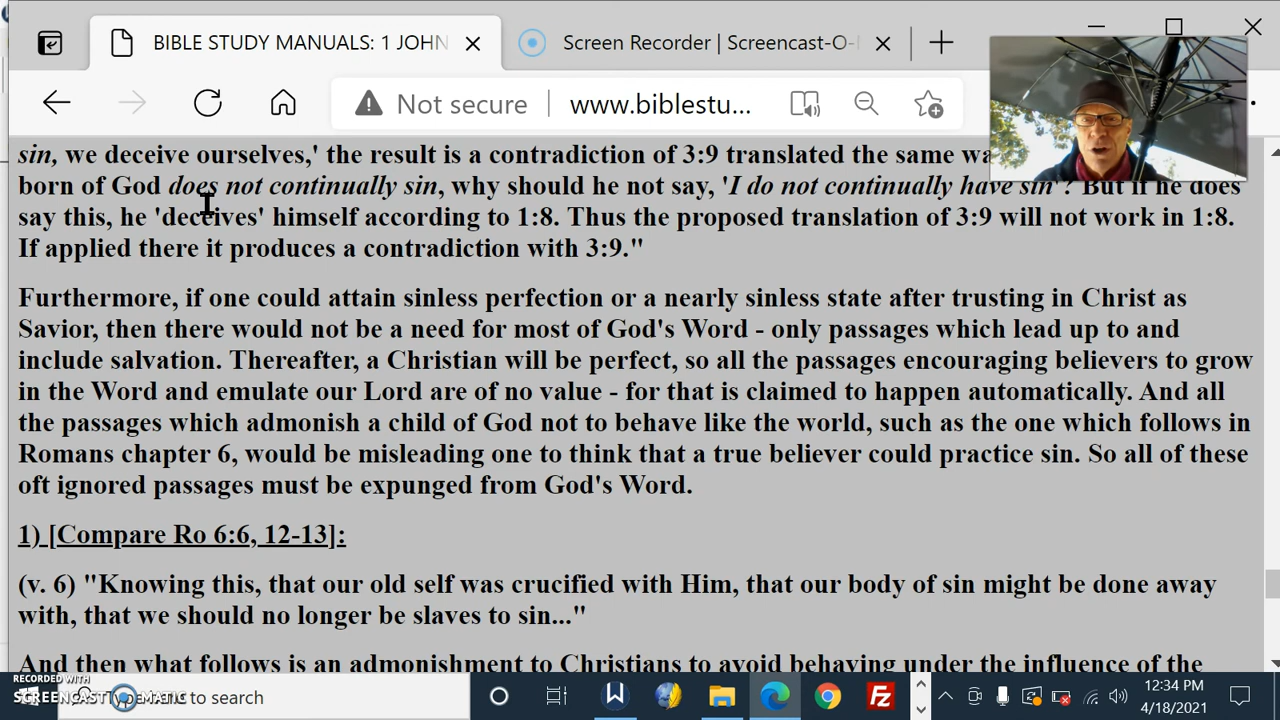 BIBLE STUDY MANUALS: 1 JOHN
Screen Recorder | Screencast-O-
Not secure
www.biblestu...
sin, we deceive ourselves,' the result is a contradiction of 3:9 translated the same
born of God does not continually sin, why should he not say, 'I do not continually have sin'? But if he does
say this, he 'deceives' himself according to 1:8. Thus the proposed translation of 3:9 will not work in 1:8.
If applied there it produces a contradiction with 3:9."
Furthermore, if one could attain sinless perfection or a nearly sinless state after trusting in Christ as
Savior, then there would not be a need for most of God's Word - only passages which lead up to and
include salvation. Thereafter, a Christian will be perfect, so all the passages encouraging believers to grow
in the Word and emulate our Lord are of no value - for that is claimed to happen automatically. And all
the passages which admonish a child of God not to behave like the world, such as the one which follows in
Romans chapter 6, would be misleading one to think that a true believer could practice sin. So all of these
oft ignored passages must be expunged from God's Word.
1) [Compare Ro 6:6, 12-13]:
(v. 6) "Knowing this, that our old self was crucified with Him, that our body of sin might be done away
with, that we should no longer be slaves to sin..."
And then what follows is an admonishment to Christians to avoid behaving under the influence of the
RECORDED WITH
SCREENCAST MATIC
Type here to search
12:34 PM
4/18/2021